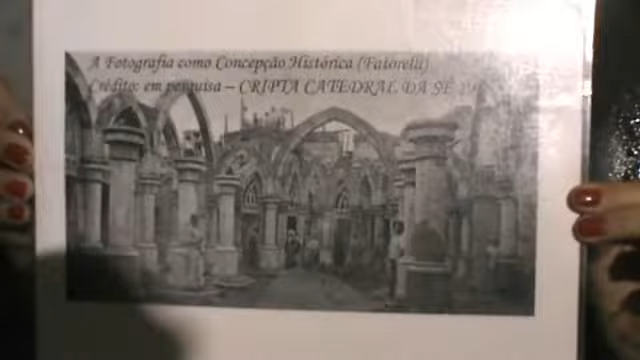 A Fotografia como Concepção Histórica (Fatorelli)
Crédito: em pesquisa – CRIPTA CATEDRAL DA SÉ